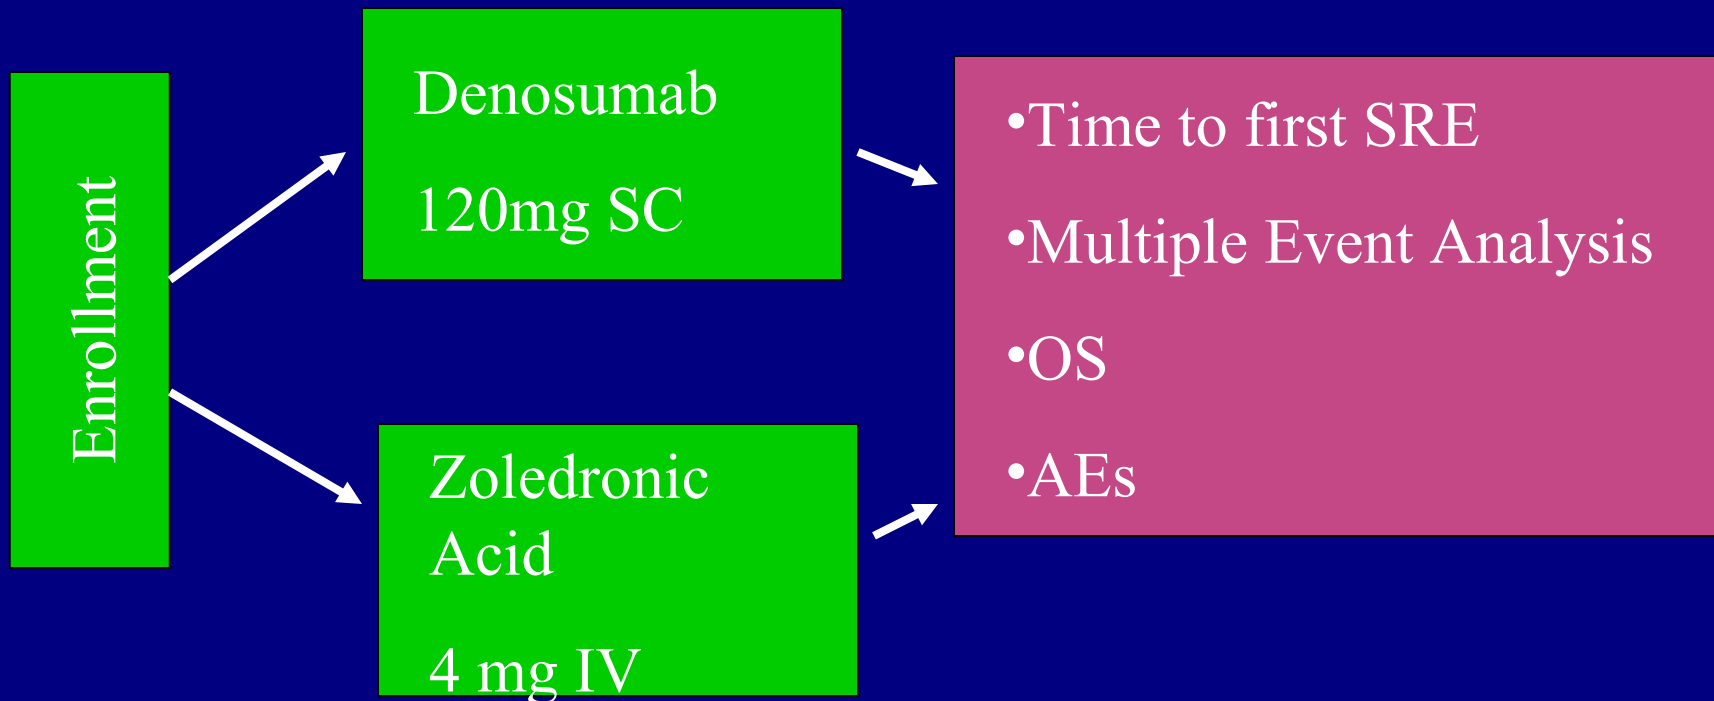 Enrollment
Denosumab
120mg SC
Zoledronic
Acid
4 mg IV
•Time to first SRE
•Multiple Event Analysis
•OS
•AEs